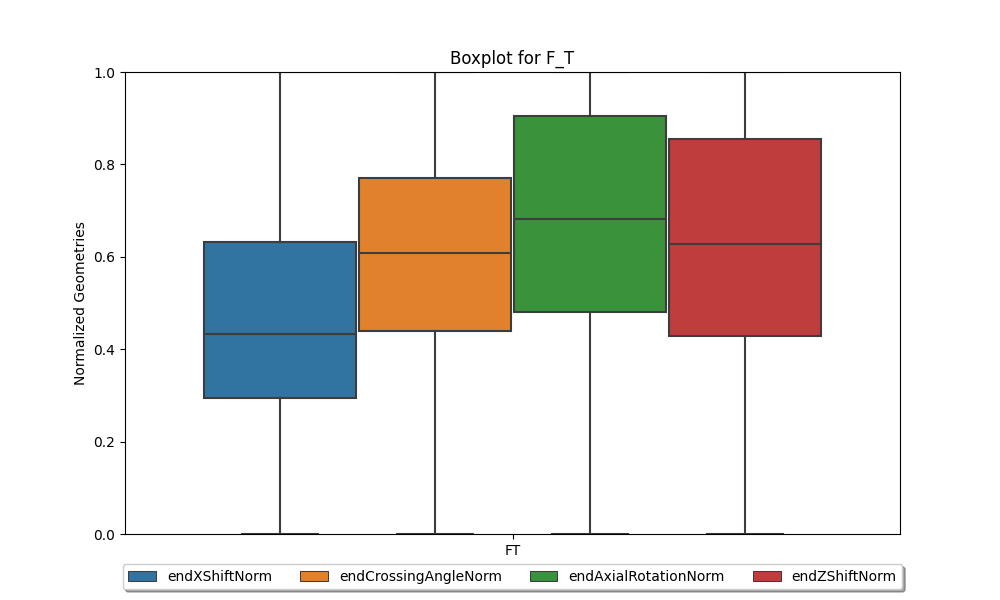 Boxplot for F_T
1.0
0.8
0.6
0.4
0.2
0.0
Normalized Geometries
FT
endXShiftNorm endCrossingAngleNorm endAxialRotationNorm endZShiftNorm